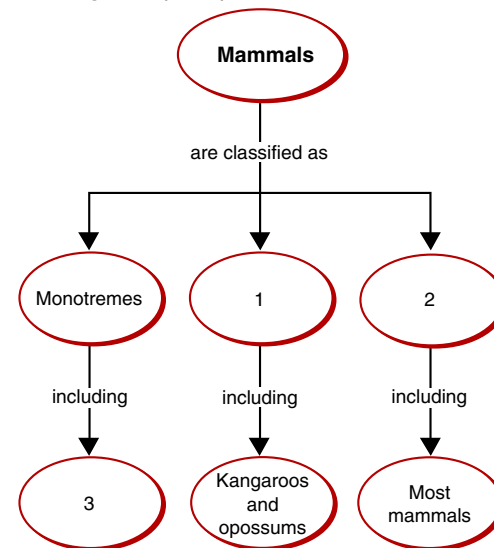 Mammals
are classified as
Monotremes
1
2
including
including
including
3
Kangaroos
and
opossums
Most
mammals